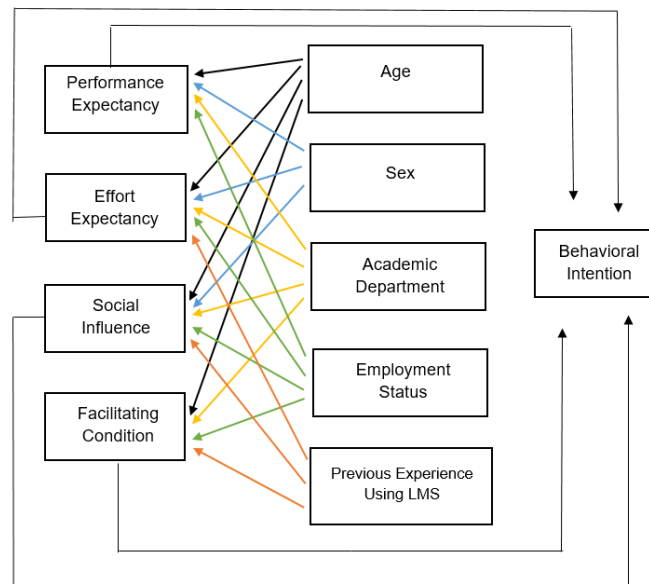 Performance
Expectancy
Effort
Expectancy
Social
Influence
Facilitating
Condition
Age
Sex
Academic
Department
Employment
Status
Previous Experience
Using LMS
Behavioral
Intention